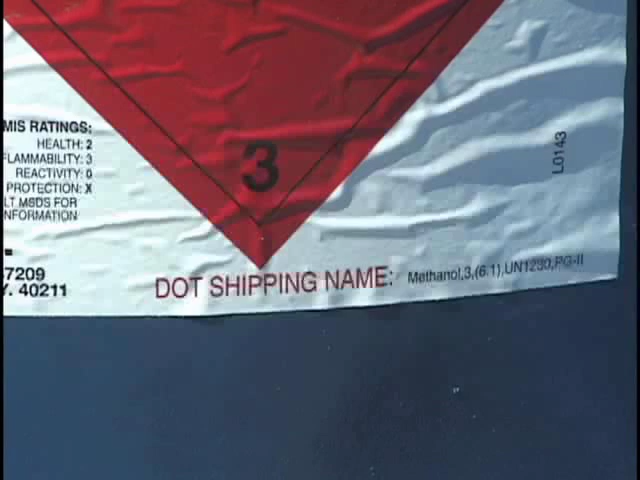 MIS RATINGS:
HEALTH: 2
FLAMMABILITY: 3
REACTIVITY: 0
PROTECTION: X
LT MSDS FOR
NFORMATION
7209
Y. 40211
3
L0143
DOT SHIPPING NAME: Methanol,3,(6.1),UN1230,PG-II